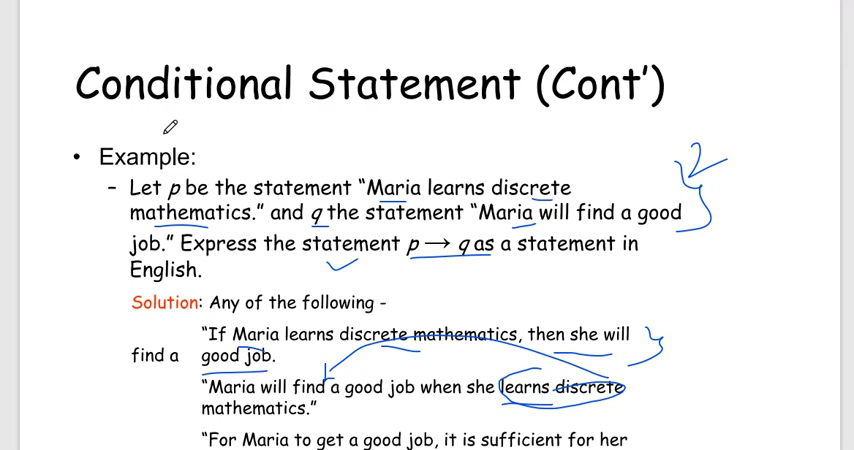 Conditional Statement (Cont’)
• Example:
– Let p be the statement “Maria learns discrete
mathematics.” and q the statement “Maria will find a good
job.” Express the statement p → q as a statement in
English.
2
Solution: Any of the following -
“If Maria learns discrete mathematics, then she will
find a good job.
“Maria will find a good job when she learns discrete
mathematics.”
“For Maria to get a good job, it is sufficient for her